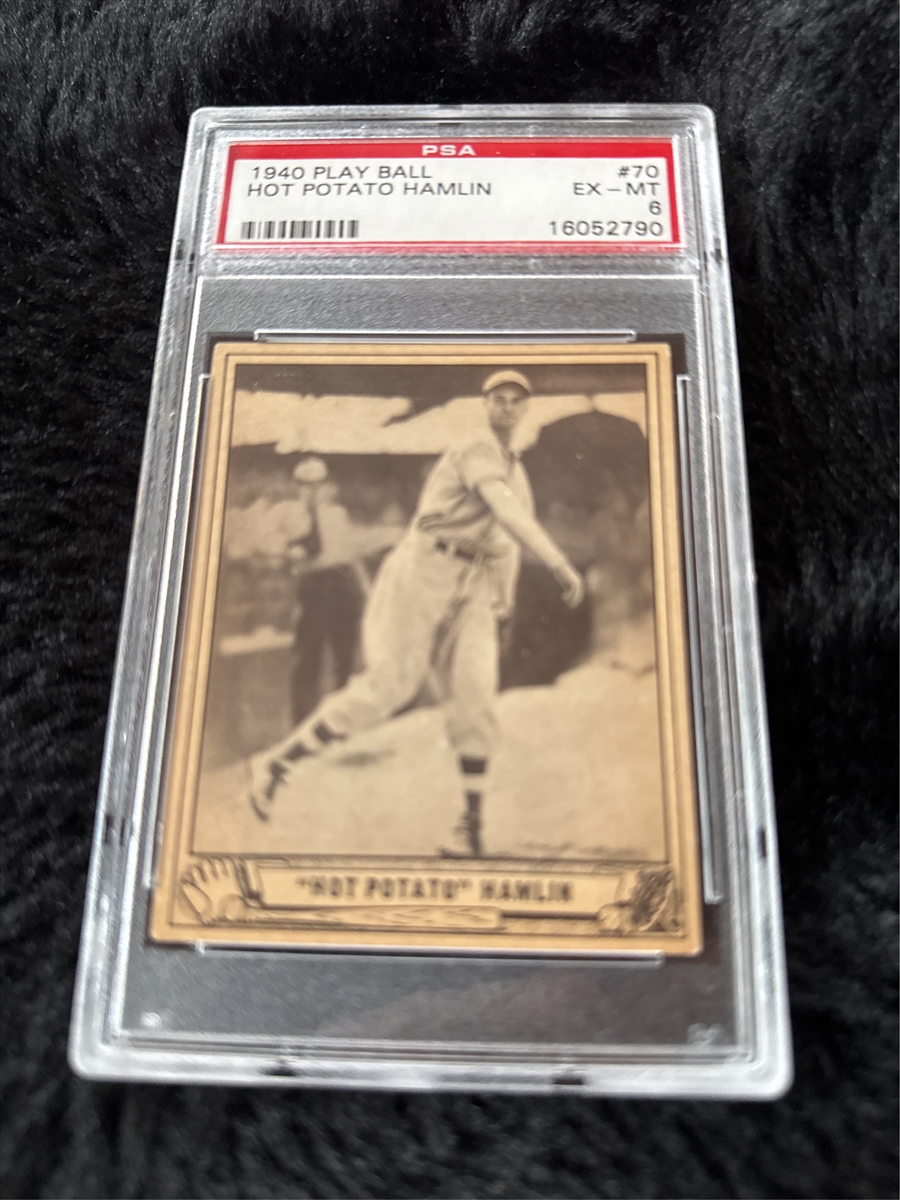 PSA
1940 PLAY BALL #70
HOT POTATO HAMLIN EX-MT
6
16052790
"HOT POTATO" HAMLIN